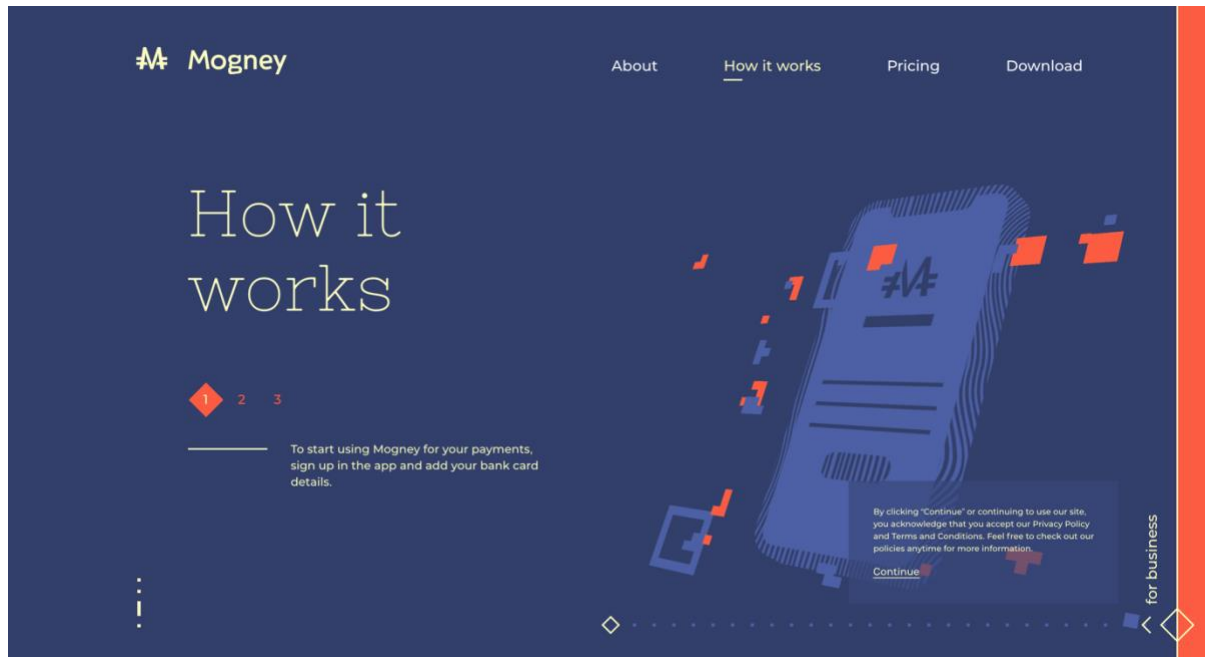 Mogney
About
How it works
Pricing
Download
How it
works
1 2 3
To start using Mogney for your payments,
sign up in the app and add your bank card
details.
By clicking "Continue" or continuing to use our site,
you acknowledge that you accept our Privacy Policy
and Terms and Conditions. Feel free to check out our
policies anytime for more information.
Continue
for business